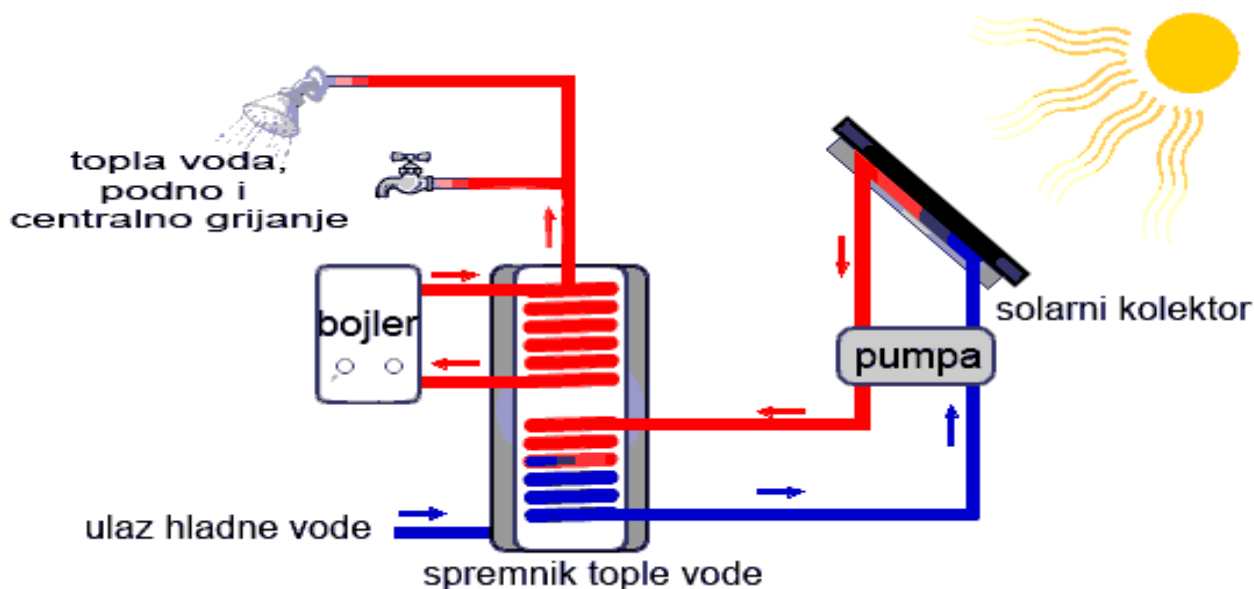 topla voda,
podno i
centralno grijanje
bojler
solarni kolektor
pumpa
ulaz hladne vode
spremnik tople vode